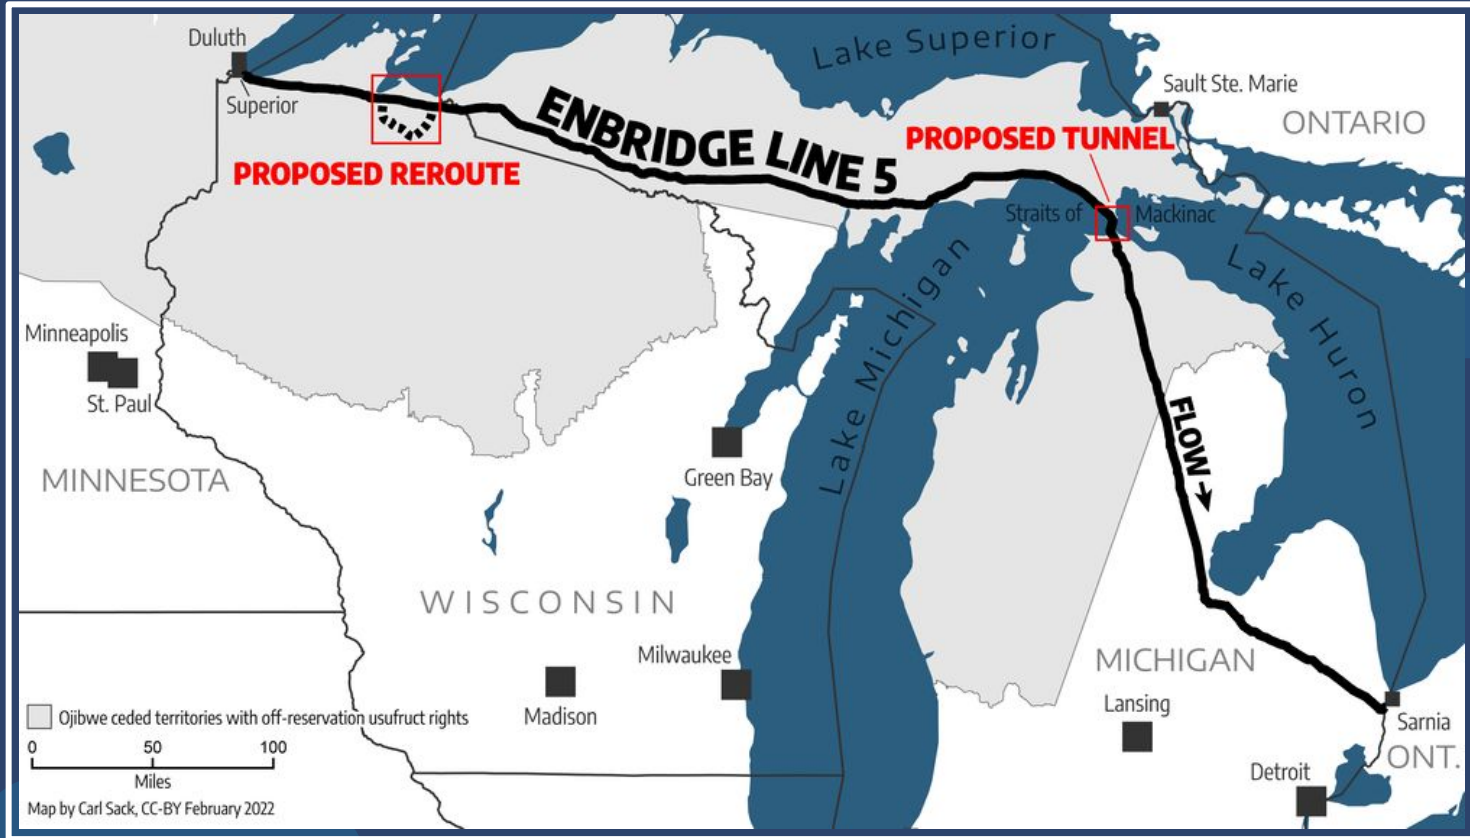 Duluth
Superior
Lake Superior
Sault Ste. Marie
ONTARIO
ENBRIDGE LINE 5
PROPOSED TUNNEL
PROPOSED REROUTE
Straits of Mackinac
Lake Michigan
Lake Huron
Minneapolis
St. Paul
MINNESOTA
FLOW →
Green Bay
WISCONSIN
Milwaukee
Madison
MICHIGAN
Lansing
Sarnia
ONT.
Detroit
Ojibwe ceded territories with off-reservation usufruct rights
0 50 100
Miles
Map by Carl Sack, CC-BY February 2022